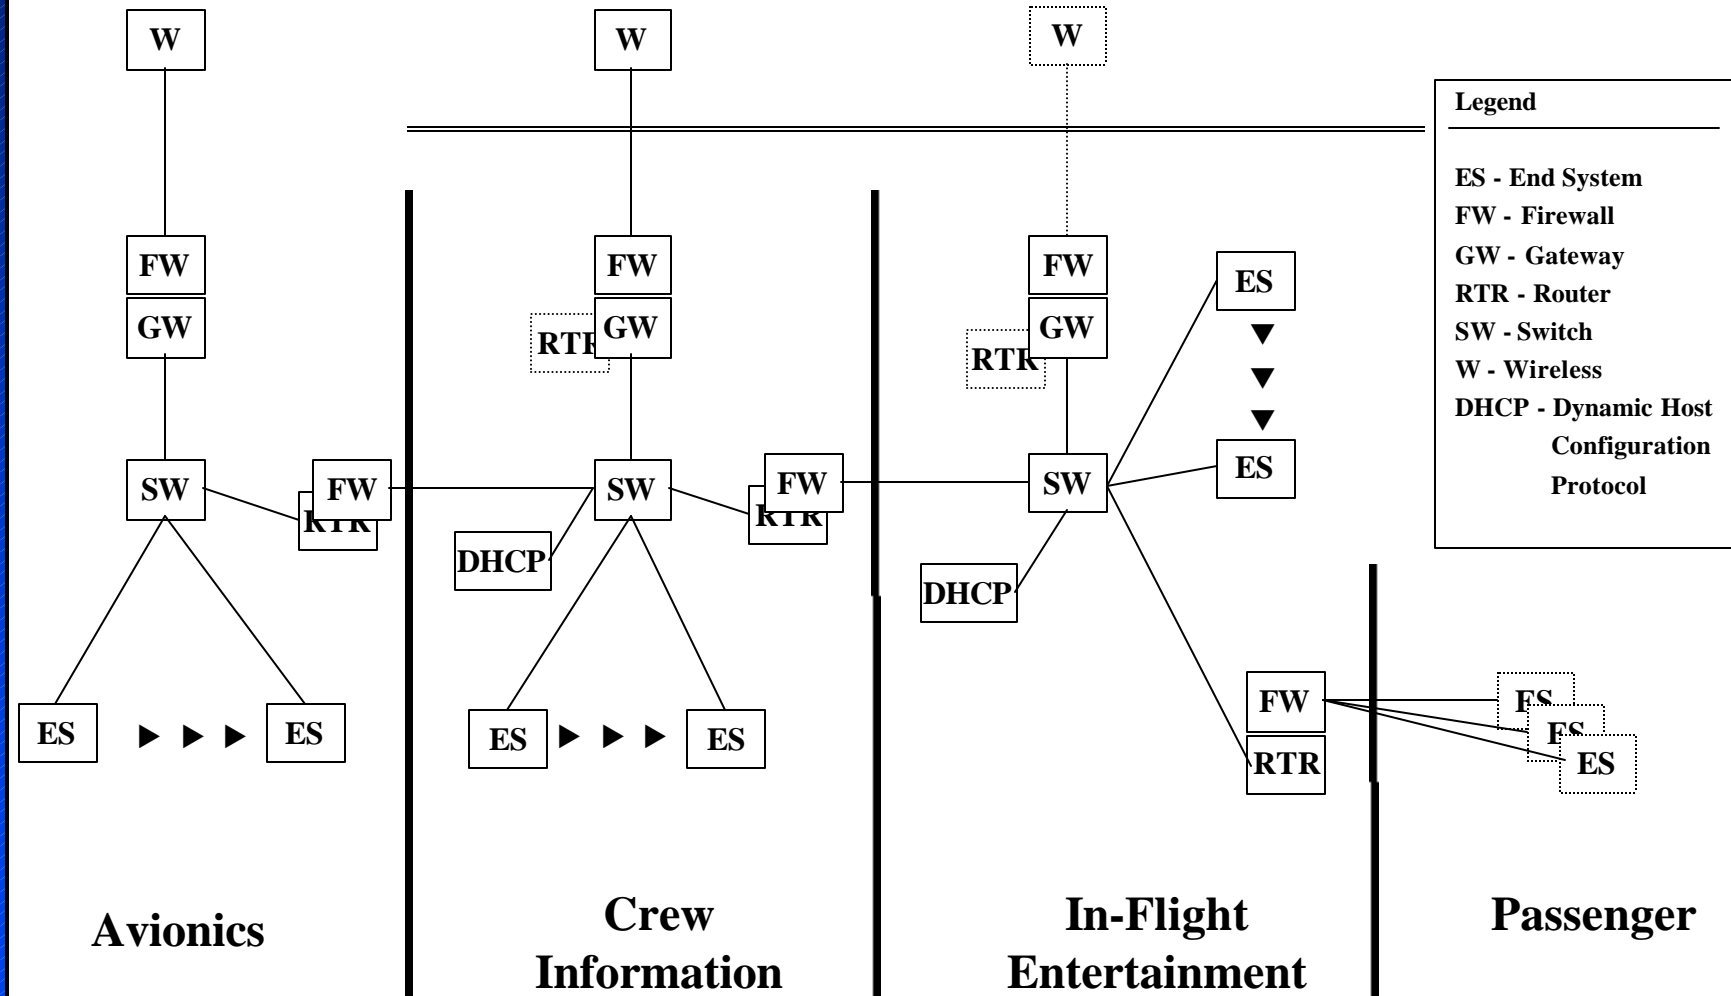 W
W
W
FW
GW
FW
RTR
GW
FW
RTR
GW
ES
ES
SW
FW
RTR
SW
FW
RTR
SW
DHCP
DHCP
ES
ES
ES
ES
FW
RTR
ES
ES
ES
Legend
ES - End System
FW - Firewall
GW - Gateway
RTR - Router
SW - Switch
W - Wireless
DHCP - Dynamic Host
Configuration
Protocol
Avionics
Crew
Information
In-Flight
Entertainment
Passenger